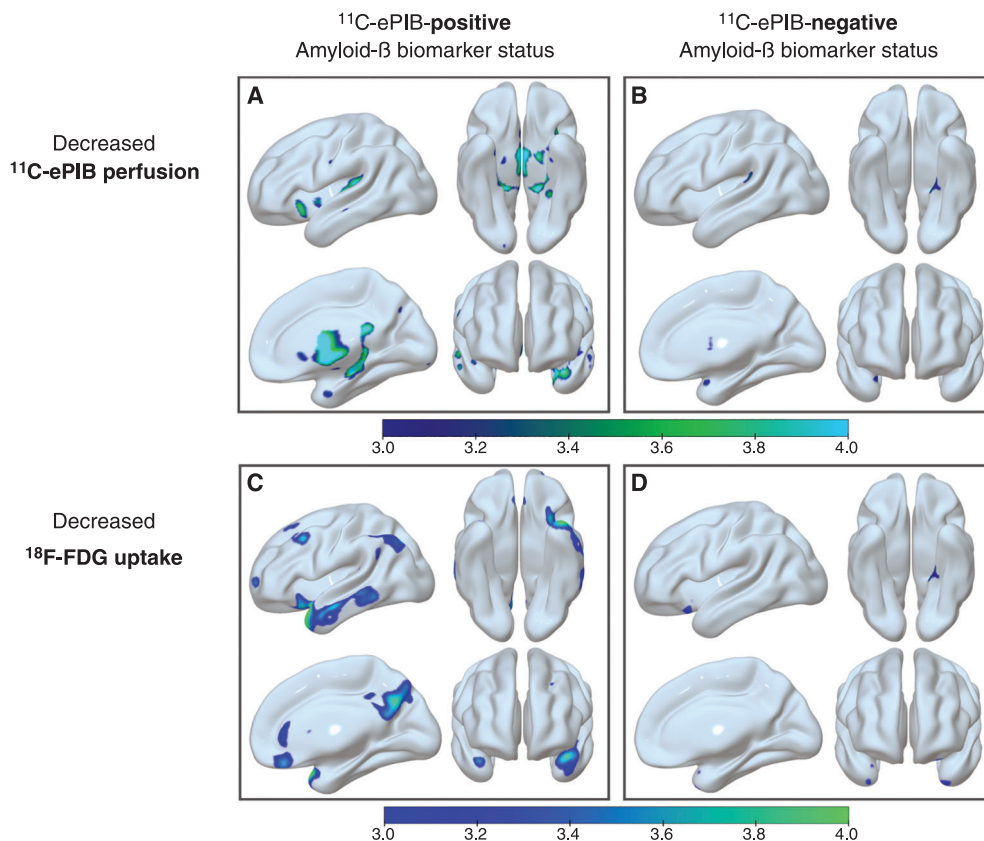 ¹¹C-ePIB-positive
Amyloid-ß biomarker status
¹¹C-ePIB-negative
Amyloid-ß biomarker status
Decreased
¹¹C-ePIB perfusion
A
B
3.0 3.2 3.4 3.6 3.8 4.0
Decreased
¹⁸F-FDG uptake
C
D
3.0 3.2 3.4 3.6 3.8 4.0